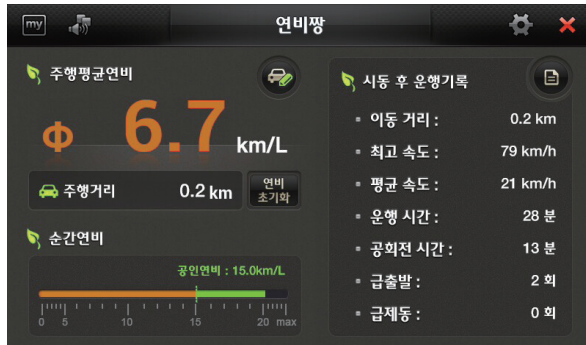 my
연비짱
주행평균연비
Φ 6.7 km/L
주행거리 0.2 km
연비
초기화
순간연비
공인연비 : 15.0km/L
0 5 10 15 20 max
시동 후 운행기록
이동 거리 : 0.2 km
최고 속도 : 79 km/h
평균 속도 : 21 km/h
운행 시간 : 28 분
공회전 시간 : 13 분
급출발 : 2 회
급제동 : 0 회